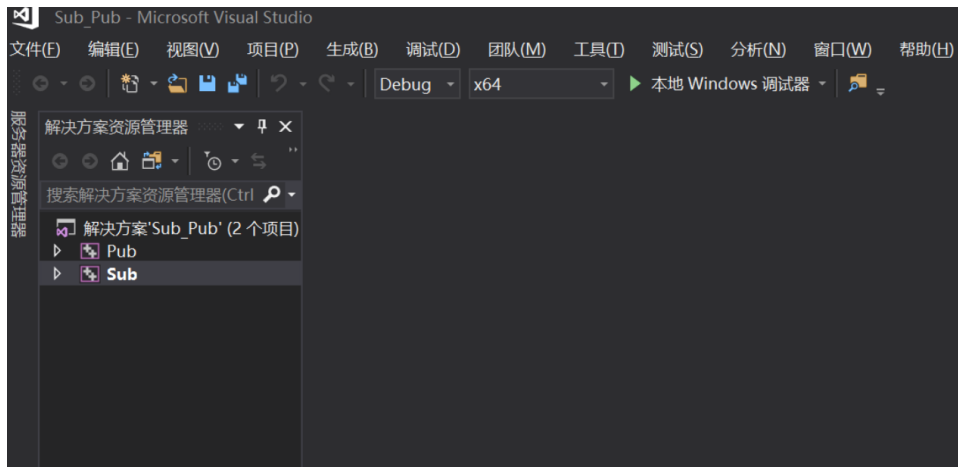 Sub_Pub - Microsoft Visual Studio
文件(F) 编辑(E) 视图(V) 项目(P) 生成(B) 调试(D) 团队(M) 工具(T) 测试(S) 分析(N) 窗口(W) 帮助(H)
Debug x64 本地 Windows 调试器
服务器资源管理器
解决方案资源管理器
搜索解决方案资源管理器(Ctrl
解决方案'Sub_Pub' (2 个项目)
Pub
Sub